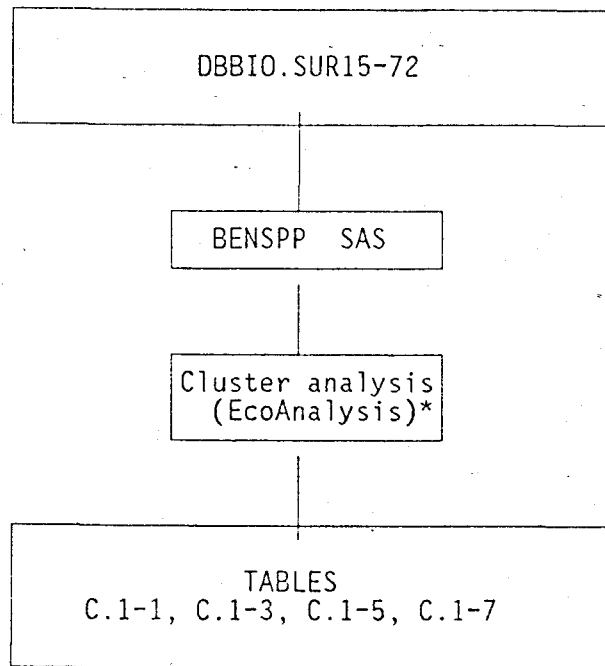 DBBIO.SUR15-72
BENSPP SAS
Cluster analysis
(EcoAnalysis)*
TABLES
C.1-1, C.1-3, C.1-5, C.1-7